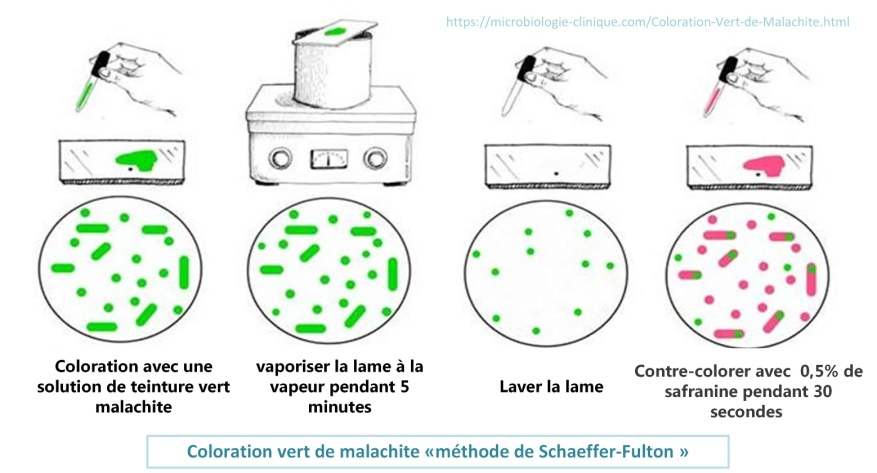 https://microbiologie-clinique.com/Coloration-Vert-de-Malachite.html
Coloration avec une
solution de teinture vert
malachite
vaporiser la lame à la
vapeur pendant 5
minutes
Laver la lame
Contre-colorer avec  0,5% de
safranine pendant 30
secondes
Coloration vert de malachite «méthode de Schaeffer-Fulton »